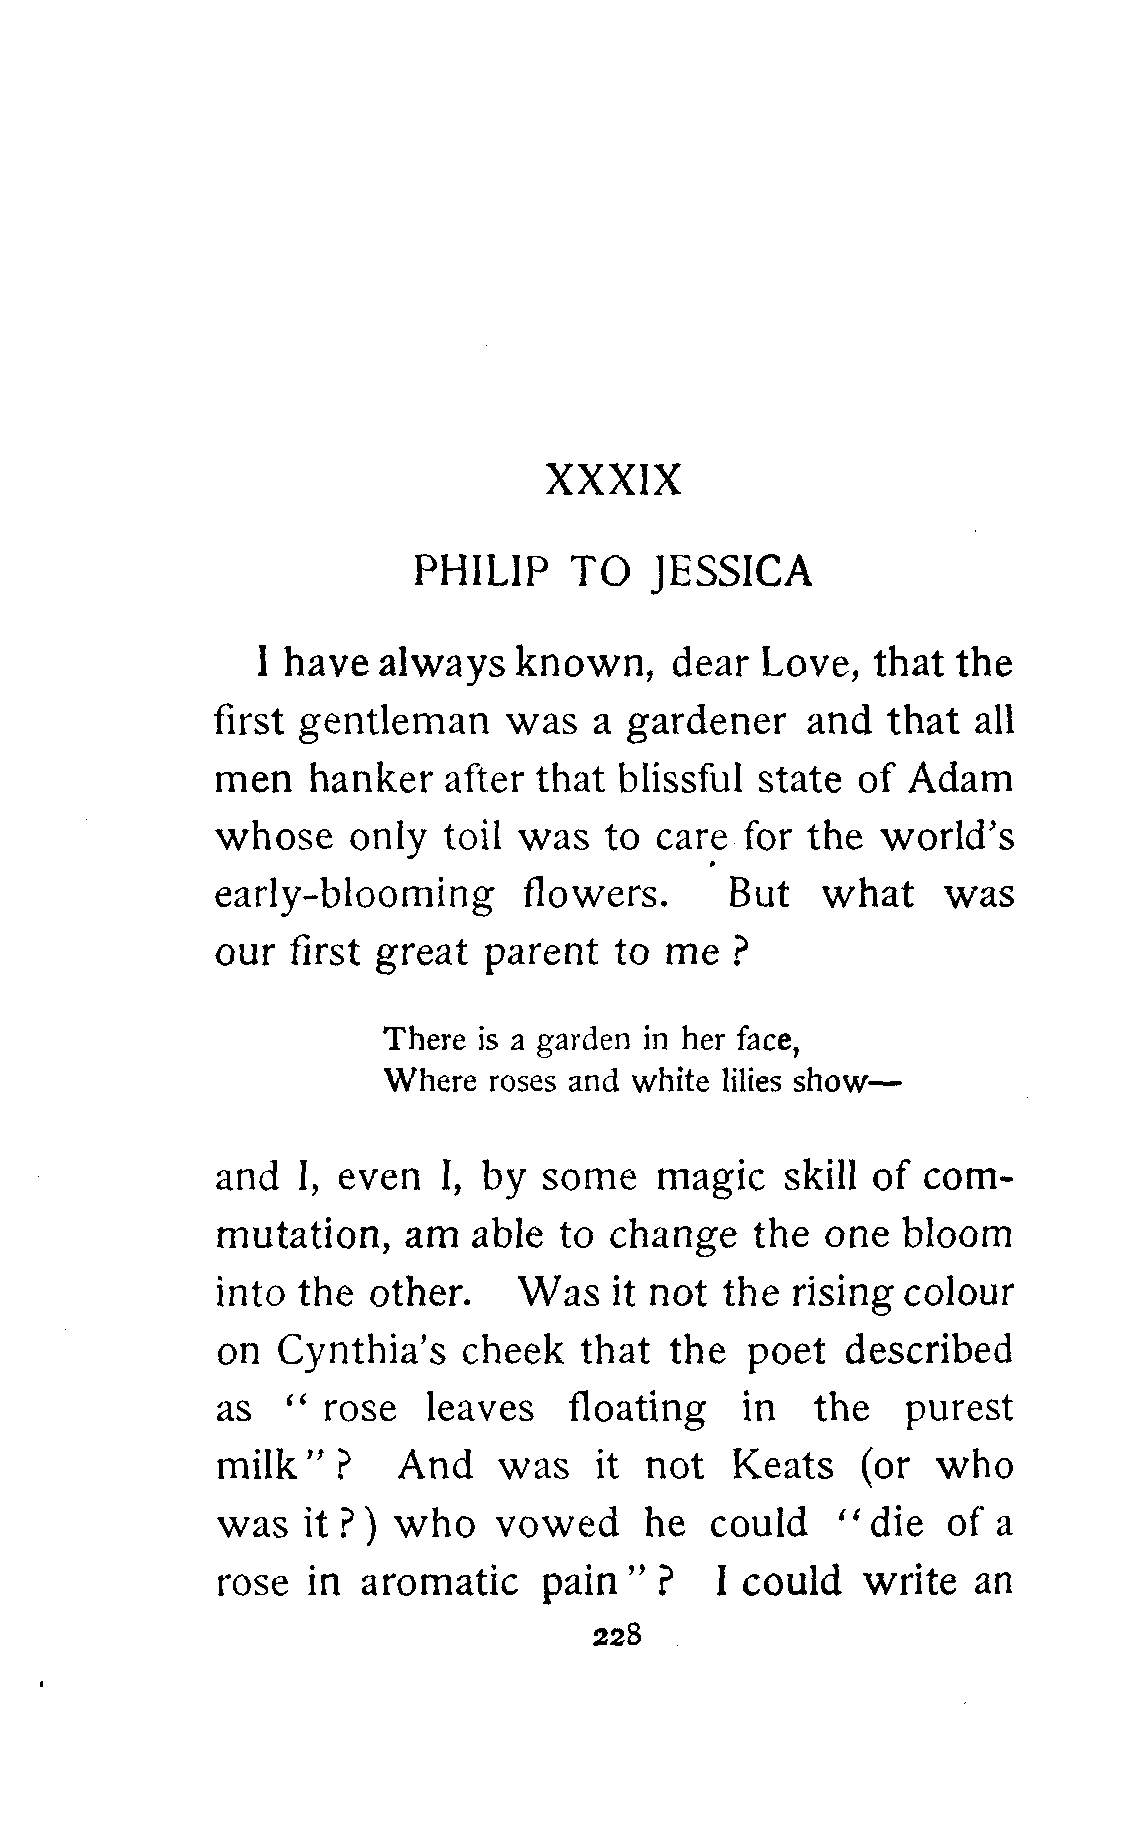 XXXIX
PHILIP TO JESSICA
I have always known, dear Love, that the
first gentleman was a gardener and that all
men hanker after that blissful state of Adam
whose only toil was to care for the world's
early-blooming flowers. But what was
our first great parent to me ?
There is a garden in her face,
Where roses and white lilies show—
and I, even I, by some magic skill of com-
mutation, am able to change the one bloom
into the other. Was it not the rising colour
on Cynthia's cheek that the poet described
as " rose leaves floating in the purest
milk " ? And was it not Keats (or who
was it ? ) who vowed he could " die of a
rose in aromatic pain " ? I could write an
228